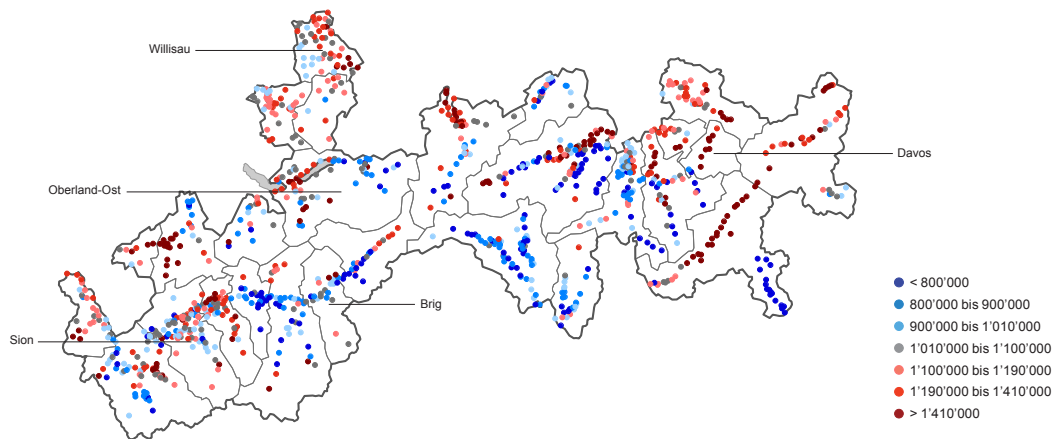 Willisau
Davos
Oberland-Ost
Brig
Sion
< 800'000
800'000 bis 900'000
900'000 bis 1'010'000
1'010'000 bis 1'100'000
1'100'000 bis 1'190'000
1'190'000 bis 1'410'000
> 1'410'000